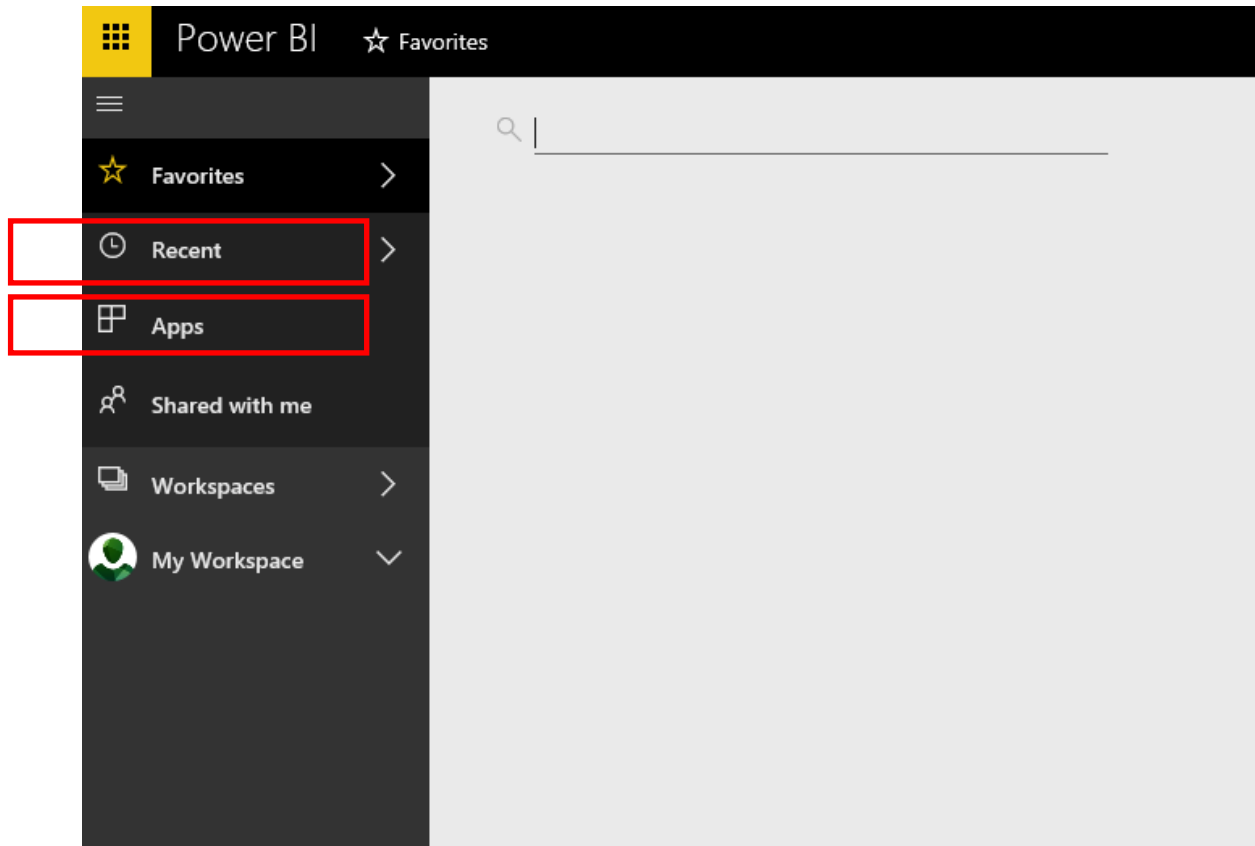 Power BI Favorites
Favorites
Recent
Apps
Shared with me
Workspaces
My Workspace